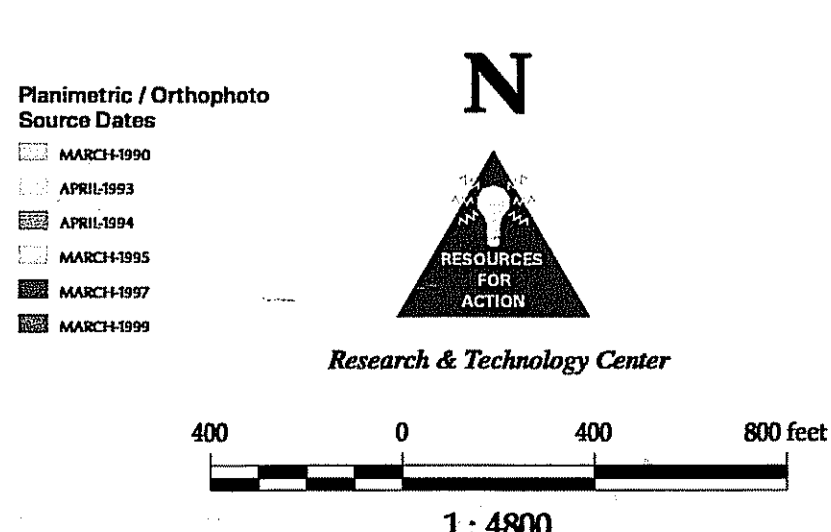 N
Planimetric / Orthophoto
Source Dates
MARCH-1990
APRIL-1993
APRIL-1994
MARCH-1995
MARCH-1997
MARCH-1999
RESOURCES
FOR
ACTION
Research & Technology Center
400 0 400 800 feet
1 : 4800